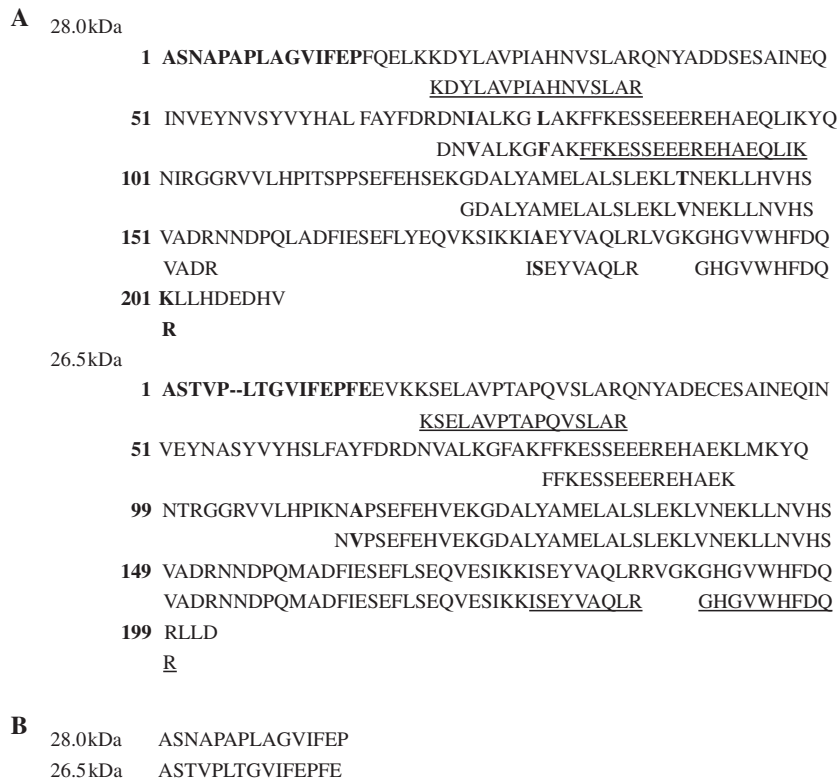 A
28.0kDa
1 ASNAPAPLAGVIFEPFQELKKDYLAVPIAHNVSLARQNYADDSESAINEQ
KDYLAVPIAHNVSLAR
51 INVEYNVSYVYHAL FAYFDRDNIALKG LAKFFKESSEEEREHAEQLIKYQ
DNVALKGFAKFFKESSEEEREHAEQLIK
101 NIRGGRVVLHPITSPPSEFEHSEKGDALYAMELALSLEKLTNEKLLHVHS
GDALYAMELALSLEKLVNEKLLNVHS
151 VADRNNDPQLADFIESEFLYEQVKSIKKIAEYVAQLRLVGKGHGVWHFDQ
VADR ISEYVAQLR GHGVWHFDQ
201 KLLHDEDHV
R
26.5kDa
1 ASTVP--LTGVIFEPFEEVKKSELAVPTAPQVSLARQNYADECESAINEQIN
KSELAVPTAPQVSLAR
51 VEYNASYVYHSLFAYFDRDNVALKGFAKFFKESSEEEREHAEKLMKYQ
FFKESSEEEREHAEK
99 NTRGGRVVLHPIKNAPSEFEHVEKGDALYAMELALSLEKLVNEKLLNVHS
NVPSEFEHVEKGDALYAMELALSLEKLVNEKLLNVHS
149 VADRNNDPQMADFIESEFLSEQVESIKKISEYVAQLRRVGKGHGVWHFDQ
VADRNNDPQMADFIESEFLSEQVESIKKISEYVAQLR GHGVWHFDQ
199 RLLD
R
B
28.0kDa ASNAPAPLAGVIFEP
26.5kDa ASTVPLTGVIFEPFE